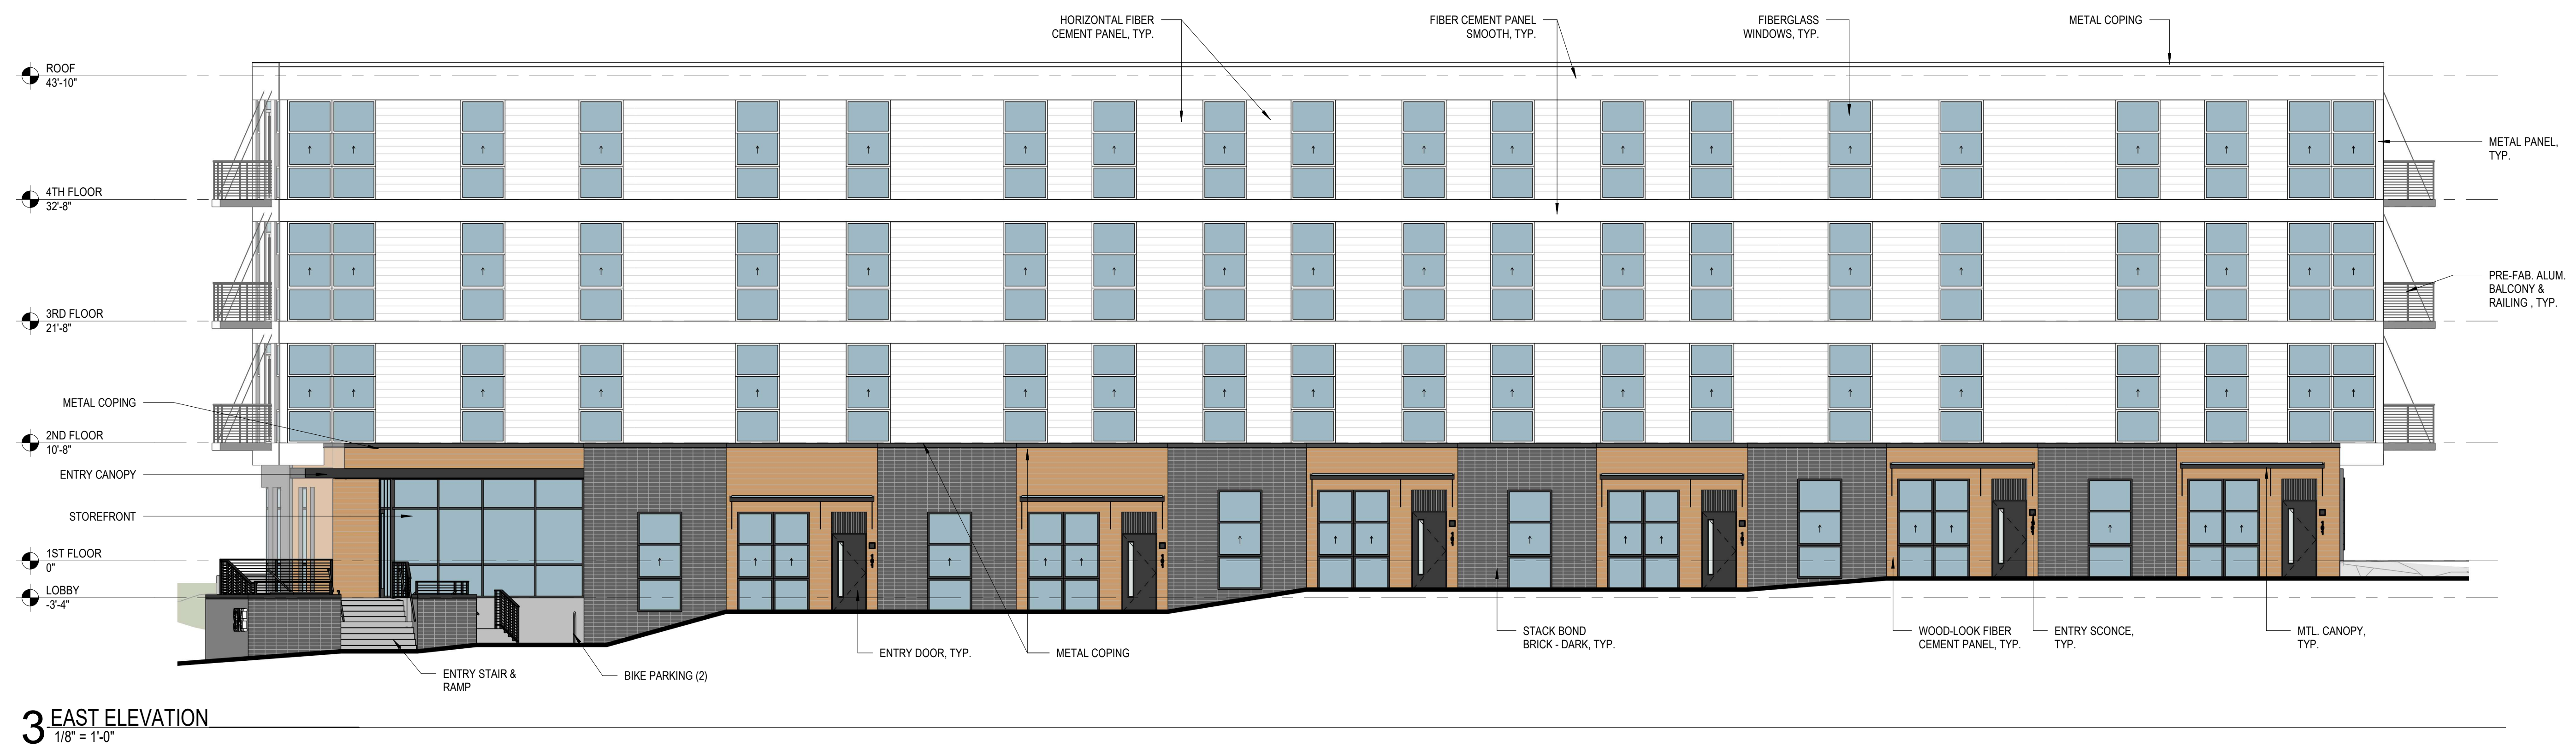 HORIZONTAL FIBER
CEMENT PANEL, TYP.
FIBER CEMENT PANEL
SMOOTH, TYP.
FIBERGLASS
WINDOWS, TYP.
METAL COPING
ROOF
43'-10"
METAL PANEL,
TYP.
4TH FLOOR
32'-8"
PRE-FAB. ALUM.
BALCONY &
RAILING , TYP.
3RD FLOOR
21'-8"
METAL COPING
2ND FLOOR
10'-8"
ENTRY CANOPY
STOREFRONT
1ST FLOOR
0"
LOBBY
-3'-4"
ENTRY STAIR &
RAMP
BIKE PARKING (2)
ENTRY DOOR, TYP.
METAL COPING
STACK BOND
BRICK - DARK, TYP.
WOOD-LOOK FIBER
CEMENT PANEL, TYP.
ENTRY SCONCE,
TYP.
MTL. CANOPY,
TYP.
3 EAST ELEVATION
1/8" = 1'-0"